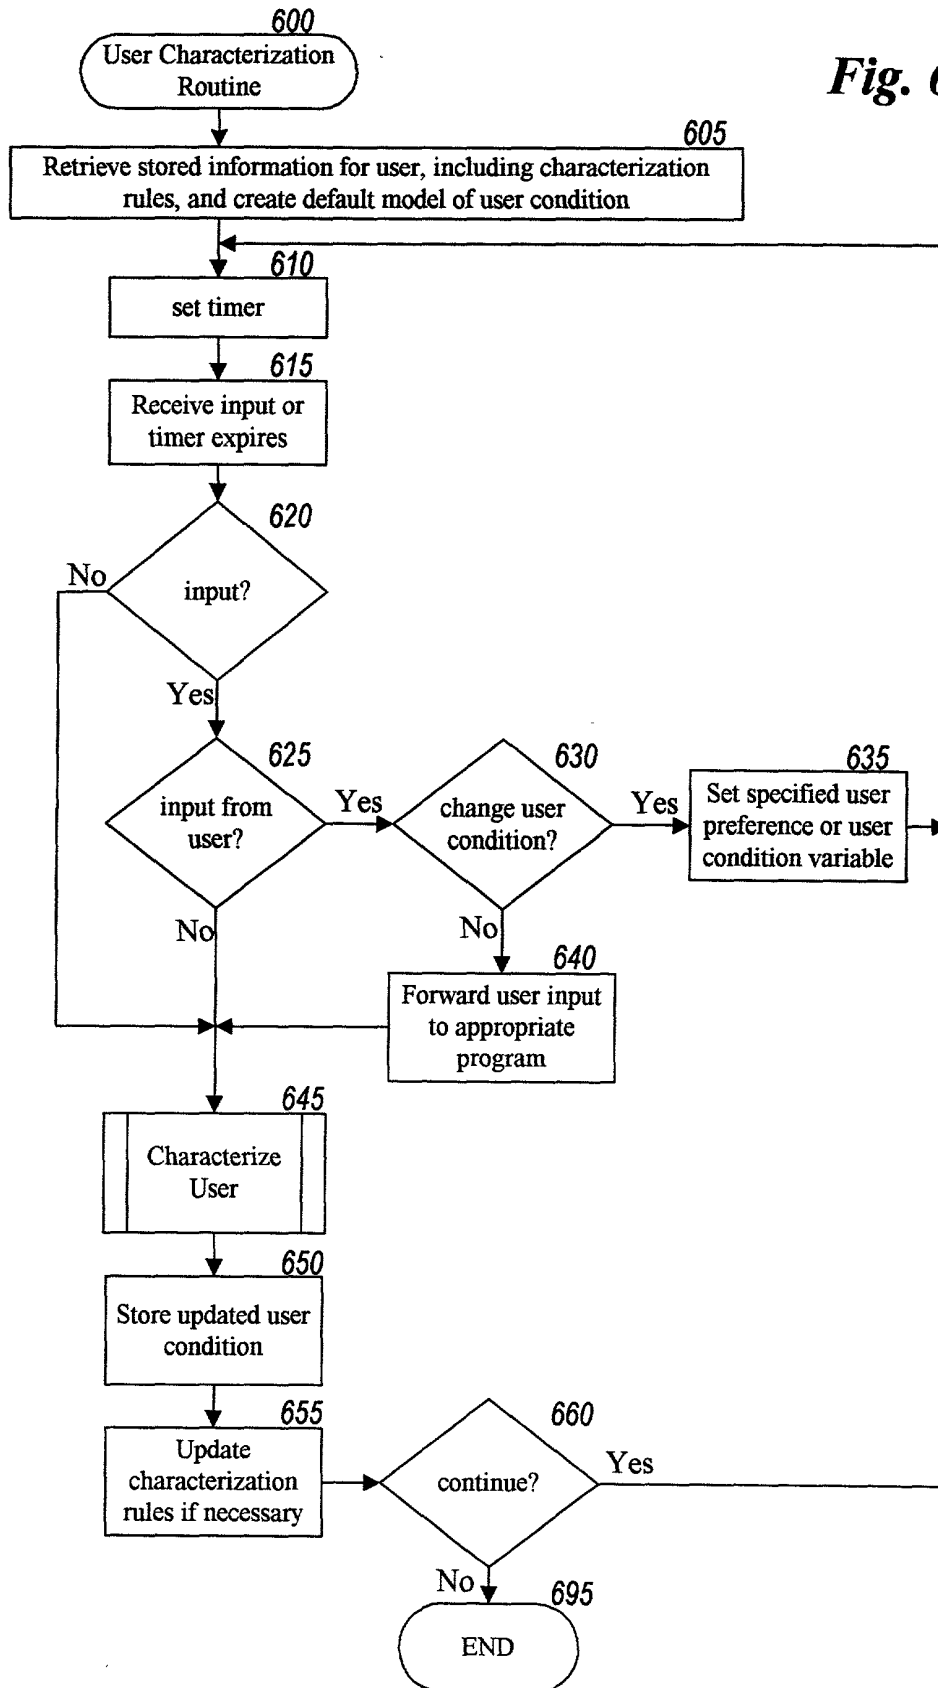 600
User Characterization
Routine
Fig. 6
605
Retrieve stored information for user, including characterization
rules, and create default model of user condition
610
set timer
615
Receive input or
timer expires
620
input?
No
Yes
625
input from
user?
Yes
No
630
change user
condition?
Yes
No
635
Set specified user
preference or user
condition variable
640
Forward user input
to appropriate
program
645
Characterize
User
650
Store updated user
condition
655
Update
characterization
rules if necessary
660
continue?
Yes
No
695
END